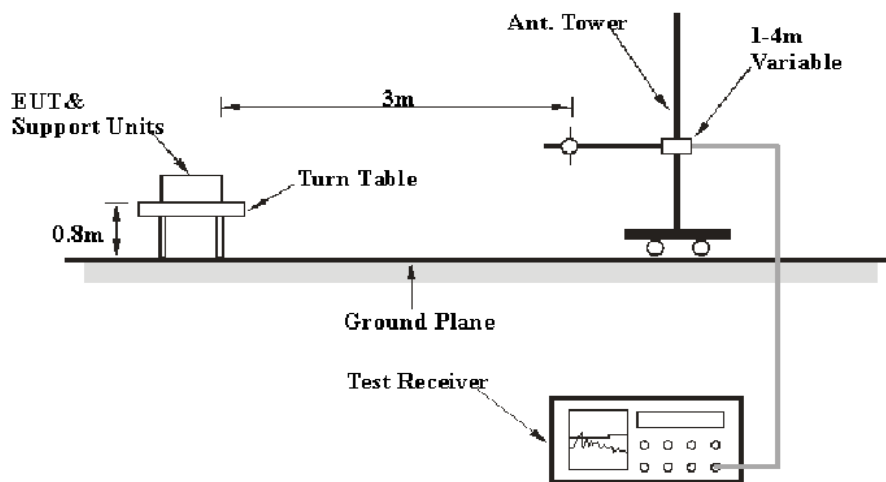 Ant. Tower
1-4m
Variable
3m
EUT &
Support Units
Turn Table
0.8m
Ground Plane
Test Receiver